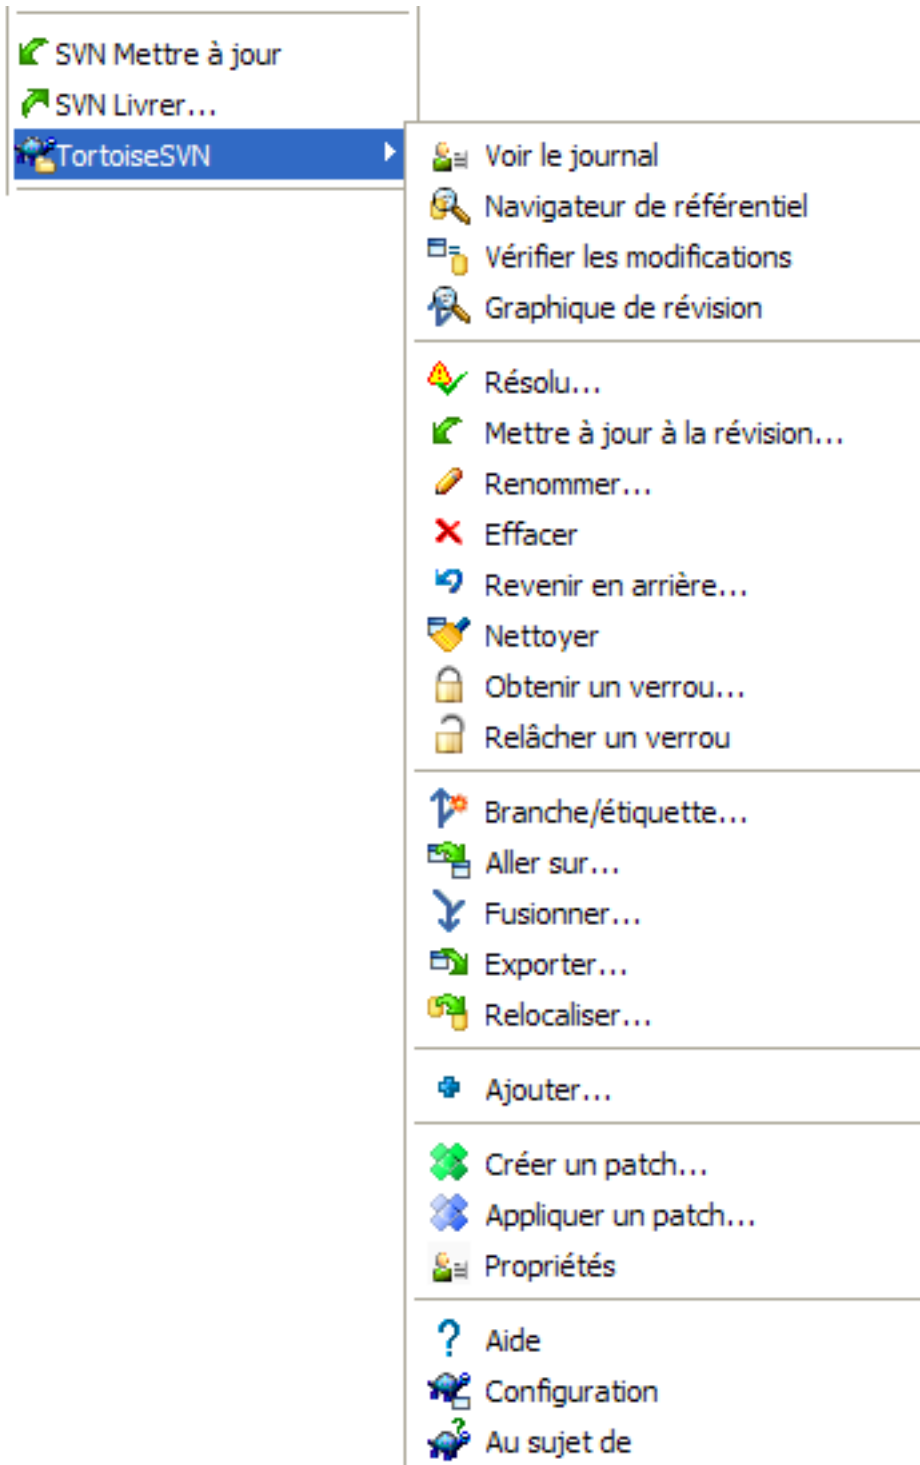 SVN Mettre à jour
SVN Livrer...
TortoiseSVN
Voir le journal
Navigateur de référentiel
Vérifier les modifications
Graphique de révision
Résolu...
Mettre à jour à la révision...
Renommer...
Effacer
Revenir en arrière...
Nettoyer
Obtenir un verrou...
Relâcher un verrou
Branche/étiquette...
Aller sur...
Fusionner...
Exporter...
Relocaliser...
Ajouter...
Créer un patch...
Appliquer un patch...
Propriétés
Aide
Configuration
Au sujet de